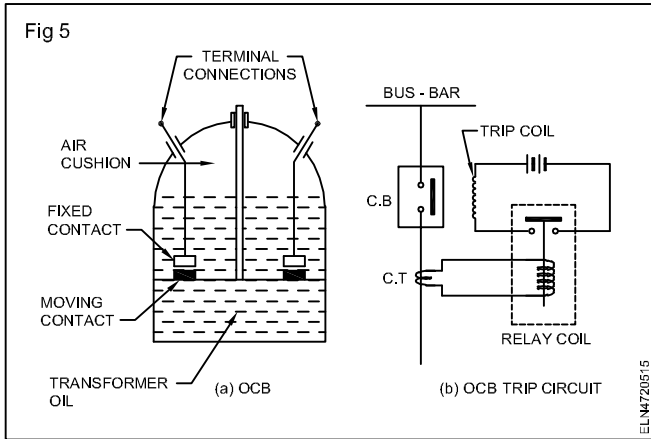 Fig 5
TERMINAL
CONNECTIONS
AIR
CUSHION
FIXED
CONTACT
MOVING
CONTACT
TRANSFORMER
OIL
(a) OCB
BUS - BAR
TRIP COIL
C.B
C.T
RELAY COIL
(b) OCB TRIP CIRCUIT
ELN4720515